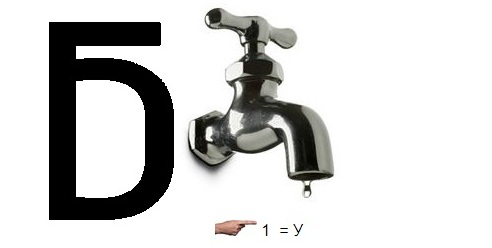 Б
1 = У